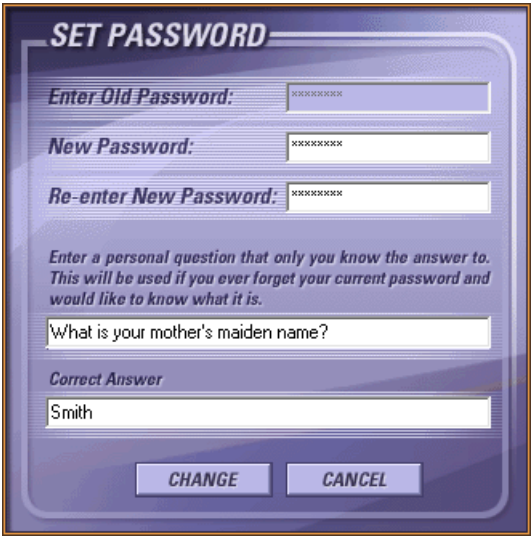 SET PASSWORD
Enter Old Password: ********
New Password: ********
Re-enter New Password: ********
Enter a personal question that only you know the answer to.
This will be used if you ever forget your current password and
would like to know what it is.
What is your mother's maiden name?
Correct Answer
Smith
CHANGE CANCEL